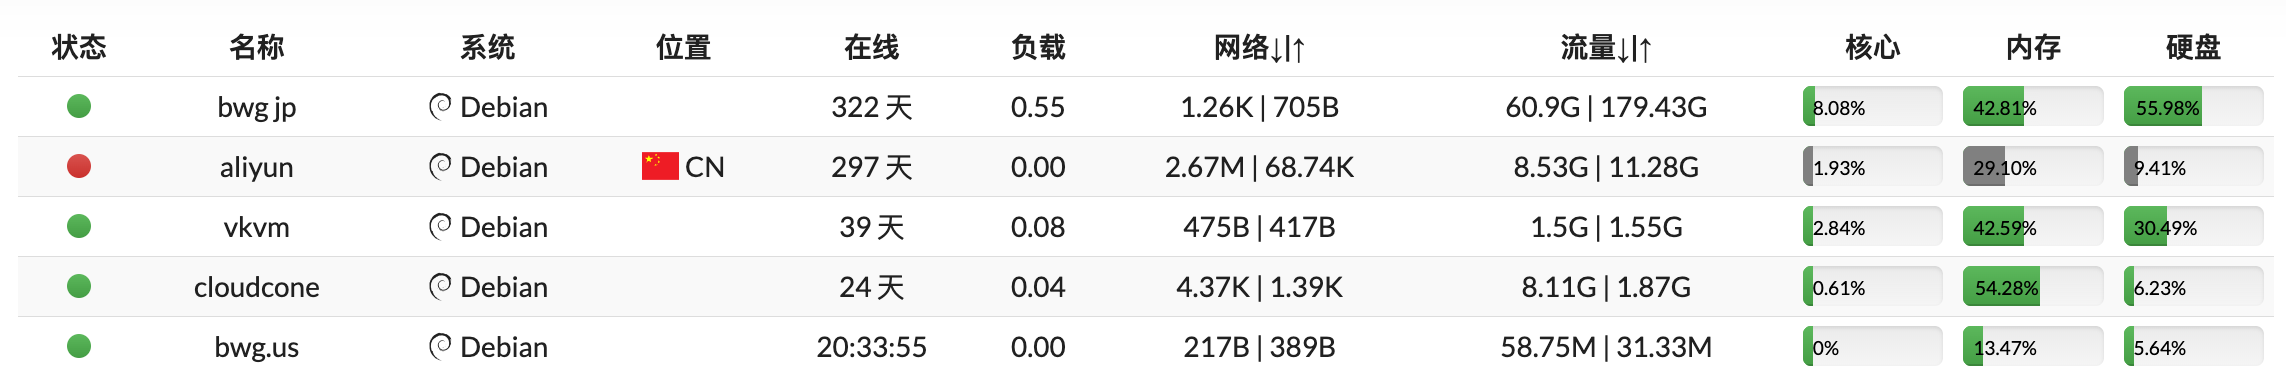 状态 名称 系统 位置 在线 负载 网络↓|↑ 流量↓|↑ 核心 内存 硬盘
bwg jp Debian 322 天 0.55 1.26K | 705B 60.9G | 179.43G 8.08% 42.81% 55.98%
aliyun Debian CN 297 天 0.00 2.67M | 68.74K 8.53G | 11.28G 1.93% 29.10% 9.41%
vkvm Debian 39 天 0.08 475B | 417B 1.5G | 1.55G 2.84% 42.59% 30.49%
cloudcone Debian 24 天 0.04 4.37K | 1.39K 8.11G | 1.87G 0.61% 54.28% 6.23%
bwg.us Debian 20:33:55 0.00 217B | 389B 58.75M | 31.33M 0% 13.47% 5.64%